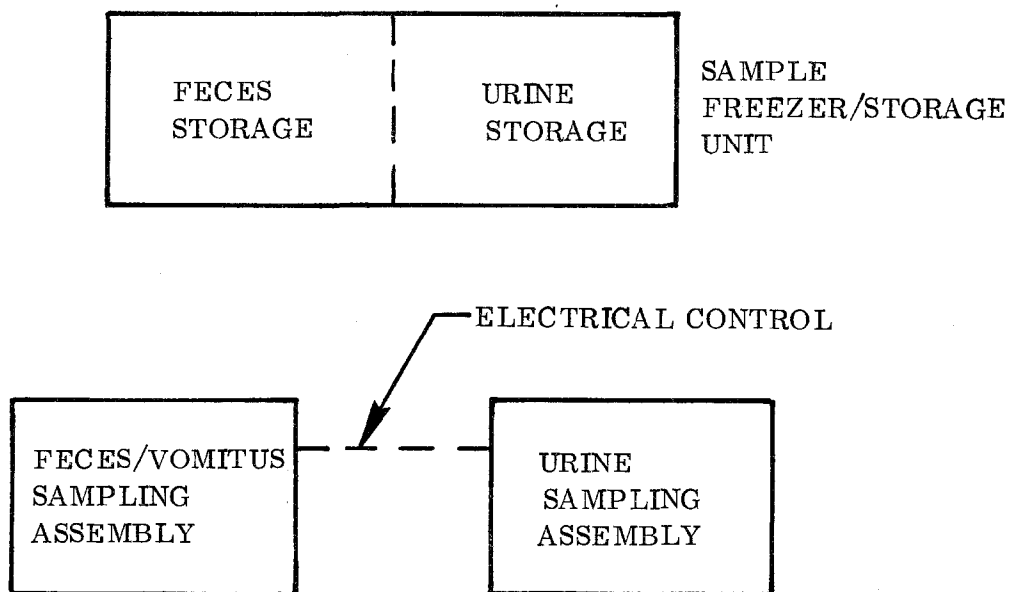 FECES
STORAGE
URINE
STORAGE
SAMPLE
FREEZER/STORAGE
UNIT
ELECTRICAL CONTROL
FECES/VOMITUS
SAMPLING
ASSEMBLY
URINE
SAMPLING
ASSEMBLY